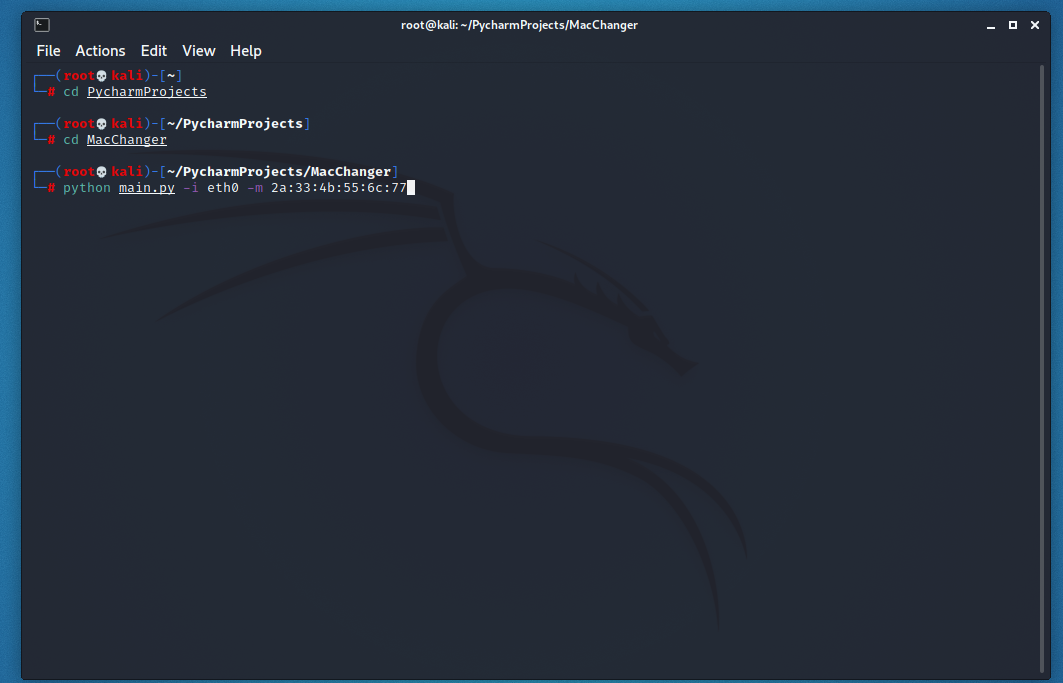 root@kali: ~/PycharmProjects/MacChanger
File Actions Edit View Help
┌──(root💀kali)-[~]
└─# cd PycharmProjects
┌──(root💀kali)-[~/PycharmProjects]
└─# cd MacChanger
┌──(root💀kali)-[~/PycharmProjects/MacChanger]
└─# python main.py -i eth0 -m 2a:33:4b:55:6c:77